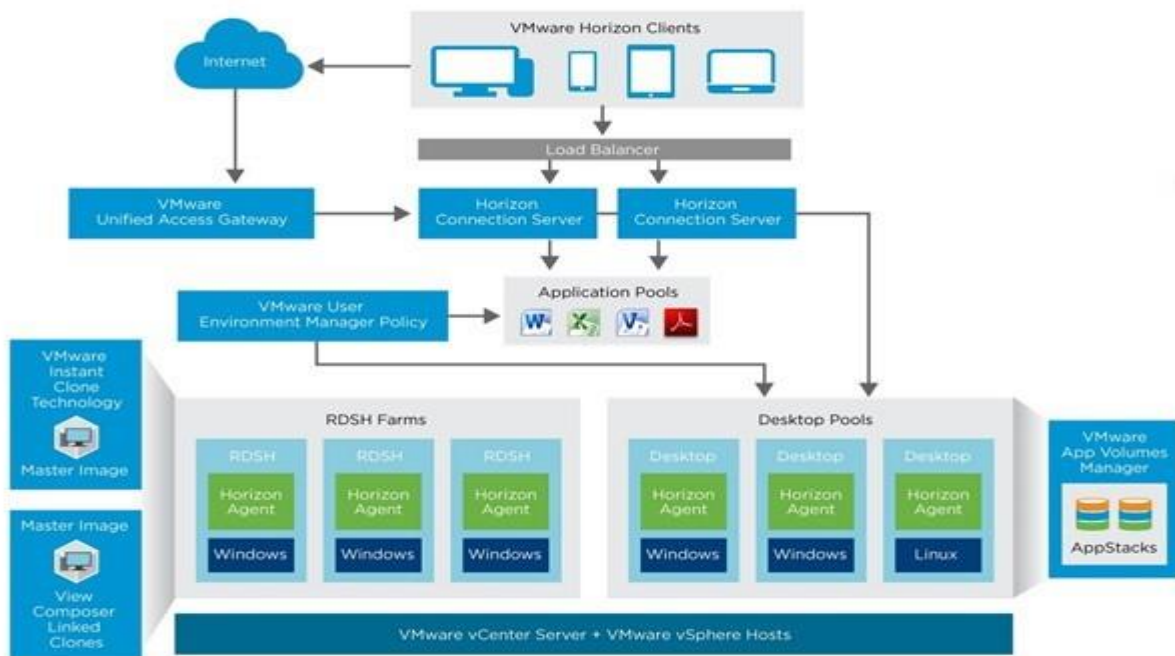 VMware Horizon Clients
Internet
Load Balancer
VMware
Unified Access Gateway
Horizon
Connection Server
Horizon
Connection Server
Application Pools
W
X
V
VMware User
Environment Manager Policy
VMware
Instant
Clone
Technology
Master Image
Master Image
View
Composer
Linked
Clones
RDSH Farms
RDSH
RDSH
RDSH
Horizon
Agent
Horizon
Agent
Horizon
Agent
Windows
Windows
Windows
Desktop Pools
Desktop
Desktop
Desktop
Horizon
Agent
Horizon
Agent
Horizon
Agent
Windows
Windows
Linux
VMware
App Volumes
Manager
AppStacks
VMware vCenter Server + VMware vSphere Hosts